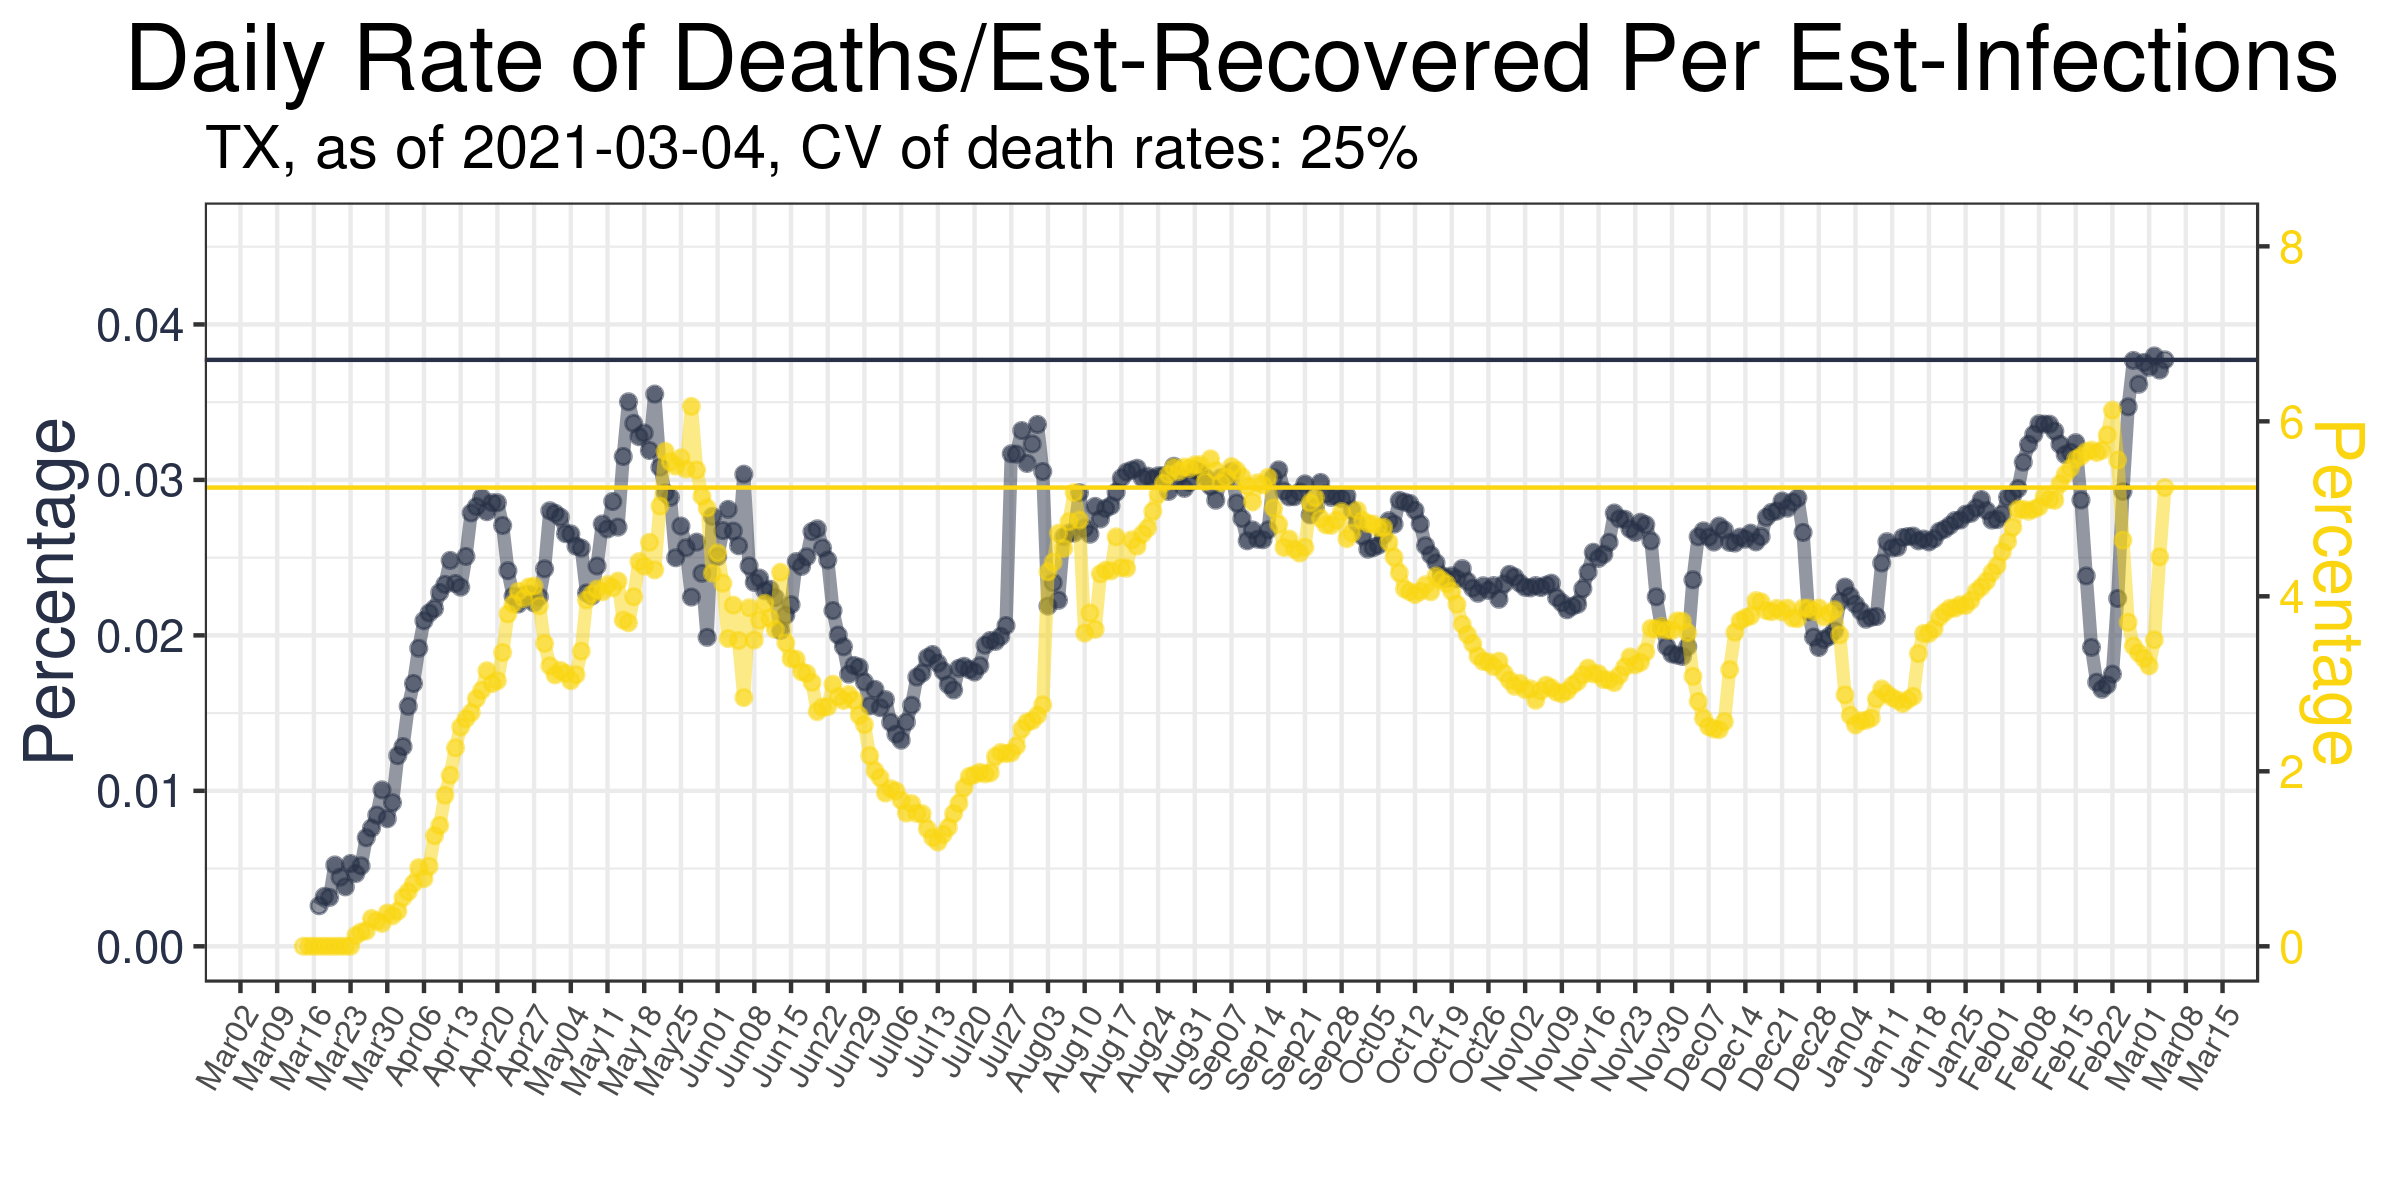 Daily Rate of Deaths/Est-Recovered Per Est-Infections
TX, as of 2021-03-04, CV of death rates: 25%
Percentage
0.04
0.03
0.02
0.01
0.00
8
6
4
2
0
Percentage
Mar02
Mar09
Mar16
Mar23
Mar30
Apr06
Apr13
Apr20
Apr27
May04
May11
May18
May25
Jun01
Jun08
Jun15
Jun22
Jun29
Jul06
Jul13
Jul20
Jul27
Aug03
Aug10
Aug17
Aug24
Aug31
Sep07
Sep14
Sep21
Sep28
Oct05
Oct12
Oct19
Oct26
Nov02
Nov09
Nov16
Nov23
Nov30
Dec07
Dec14
Dec21
Dec28
Jan04
Jan11
Jan18
Jan25
Feb01
Feb08
Feb15
Feb22
Mar01
Mar08
Mar15